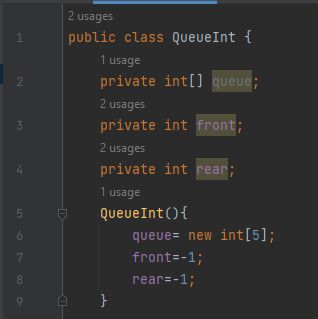 2 usages
1 public class QueueInt {
1 usage
2 private int[] queue;
2 usages
3 private int front;
2 usages
4 private int rear;
1 usage
5 QueueInt(){
6 queue= new int[5];
7 front=-1;
8 rear=-1;
9 }